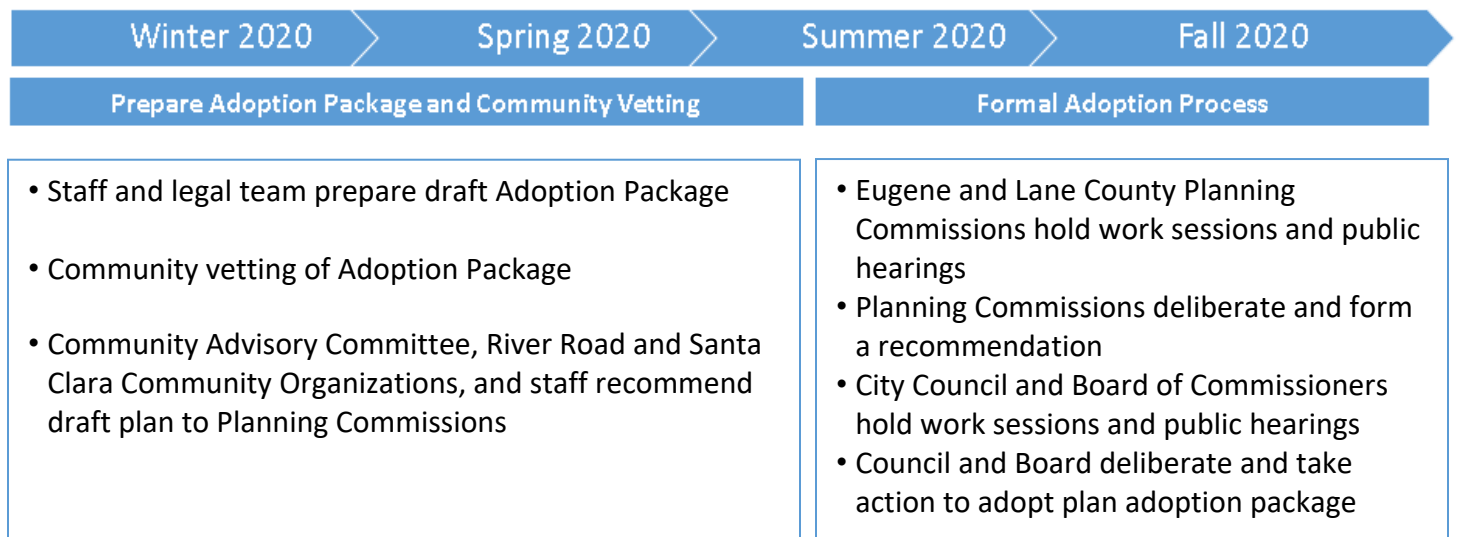 Winter 2020 Spring 2020 Summer 2020 Fall 2020
Prepare Adoption Package and Community Vetting
Formal Adoption Process
• Staff and legal team prepare draft Adoption Package
• Community vetting of Adoption Package
• Community Advisory Committee, River Road and Santa
Clara Community Organizations, and staff recommend
draft plan to Planning Commissions
• Eugene and Lane County Planning
Commissions hold work sessions and public
hearings
• Planning Commissions deliberate and form
a recommendation
• City Council and Board of Commissioners
hold work sessions and public hearings
• Council and Board deliberate and take
action to adopt plan adoption package